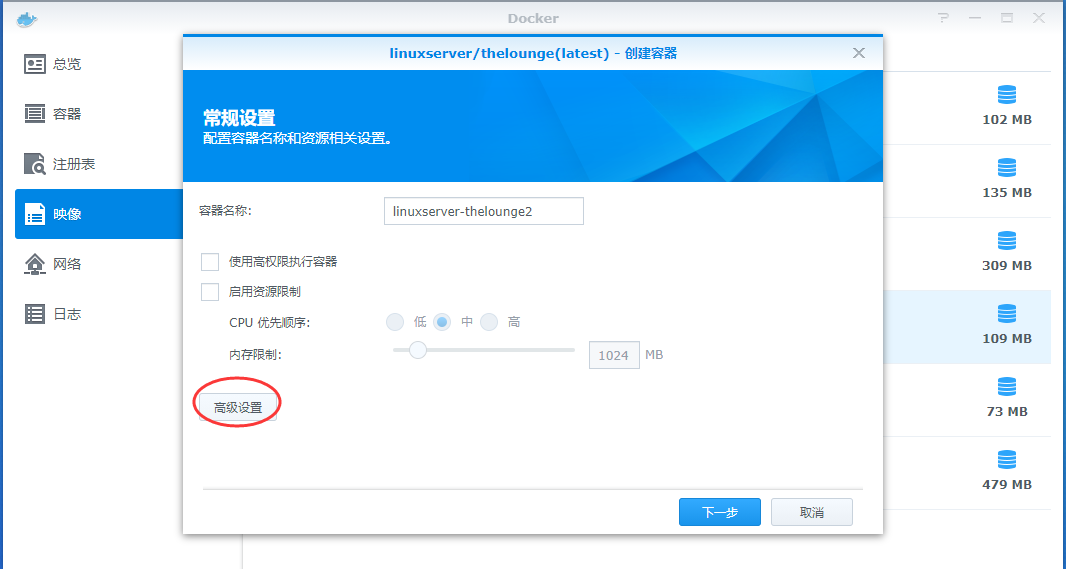 Docker
总览
容器
注册表
映像
网络
日志
linuxserver/thelounge(latest) - 创建容器
常规设置
配置容器名称和资源相关设置。
容器名称:
linuxserver-thelounge2
使用高权限执行容器
启用资源限制
CPU 优先顺序:
低 中 高
内存限制:
1024 MB
高级设置
下一步 取消
102 MB
135 MB
309 MB
109 MB
73 MB
479 MB